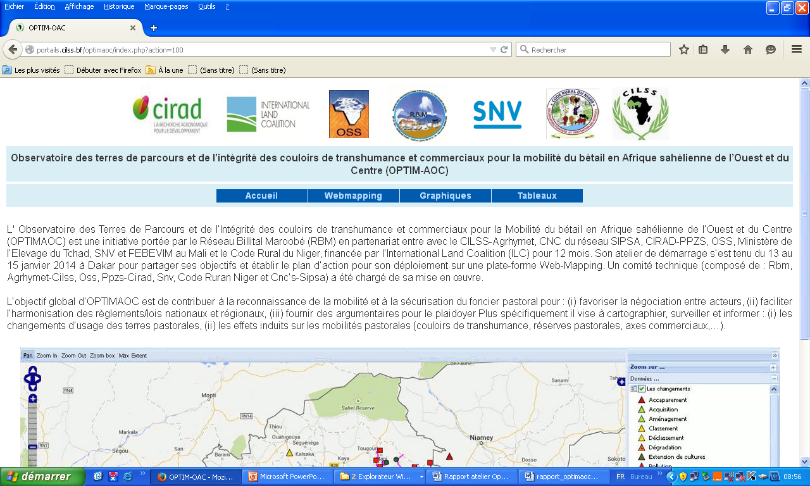 Fichier Edition Affichage Historique Marque-pages Outils ?
OPTIM-OAC
portails.cilss.bf/optimaoc/index.php?action=100
Rechercher
Les plus visités Débuter avec Firefox À la une (Sans titre) (Sans titre)
cirad
LA RECHERCHE AGRONOMIQUE
POUR LE DÉVELOPPEMENT
INTERNATIONAL
LAND
COALITION
OSS
R.B.M
SNV
CILSS
Observatoire des terres de parcours et de l'intégrité des couloirs de transhumance et commerciaux pour la mobilité du bétail en Afrique sahélienne de l'Ouest et du
Centre (OPTIM-AOC)
Accueil Webmapping Graphiques Tableaux
L' Observatoire des Terres de Parcours et de l'Intégrité des couloirs de transhumance et commerciaux pour la Mobilité du bétail en Afrique sahélienne de l'Ouest et du Centre
(OPTIMAOC) est une initiative portée par le Réseau Billital Maroobé (RBM) en partenariat entre avec le CILSS-Agrhymet, CNC du réseau SIPSA, CIRAD-PPZS, OSS, Ministère de
l'Elevage du Tchad, SNV et FEBEVIM au Mali et le Code Rural du Niger, financée par l'International Land Coalition (ILC) pour 12 mois. Son atelier de démarrage s'est tenu du 13 au
15 janvier 2014 à Dakar pour partager ses objectifs et établir le plan d'action pour son déploiement sur une plate-forme Web-Mapping. Un comité technique (composé de : Rbm,
Agrhymet-Cilss, Oss, Ppzs-Cirad, Snv, Code Ruran Niger et Cnc's-Sipsa) a été chargé de sa mise en œuvre.
L'objectif global d'OPTIMAOC est de contribuer à la reconnaissance de la mobilité et à la sécurisation du foncier pastoral pour : (i) favoriser la négociation entre acteurs, (ii) faciliter
l'harmonisation des règlements/lois nationaux et régionaux, (iii) fournir des argumentaires pour le plaidoyer Plus spécifiquement il vise à cartographier, surveiller et informer : (i) les
changements d'usage des terres pastorales, (ii) les effets induits sur les mobilités pastorales (couloirs de transhumance, réserves pastorales, axes commerciaux,...).
Pan Zoom In Zoom Out Zoom box Max Extent
Zoom sur ...
Données ...
Les changements
Accaparement
Acquisition
Aménagement
Classement
Déclassement
Dégradation
Extension de cultures
Pollution
Mopti
Sahel Reserve
Thiou
Ouahigouya
Séguénéga
Kaya
Niamey
Sanam
démarrer
OPTIM-OAC - Moz...
Microsoft PowerPo...
2 Explorateur Wi...
Rapport atelier Op...
rapport_optimaoc...
FR Bureau
08:56